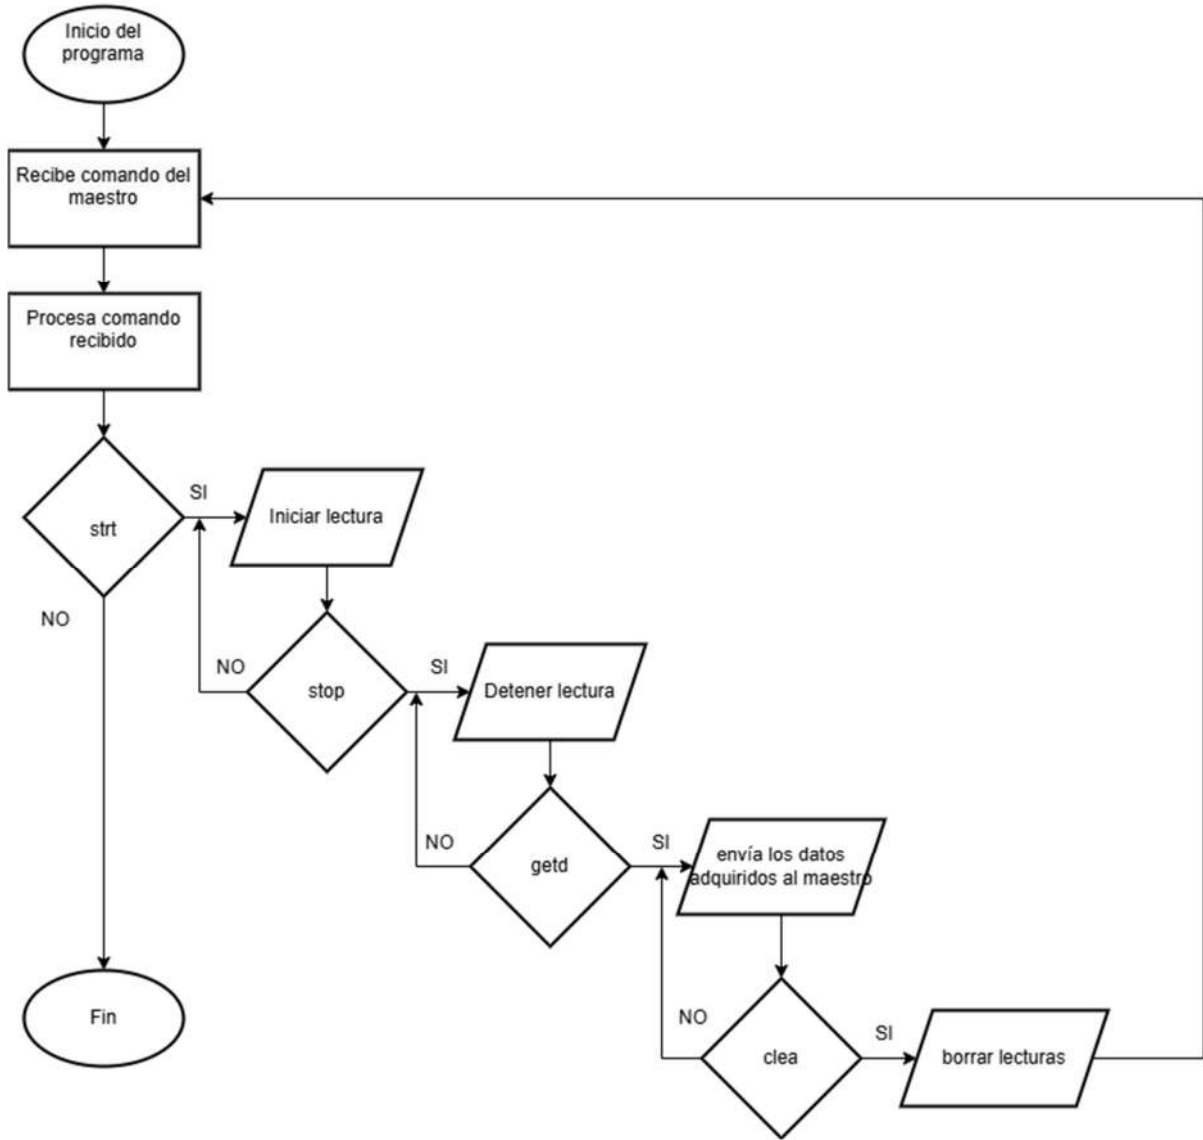 Inicio del
programa
Recibe comando del
maestro
Procesa comando
recibido
strt
SI
Iniciar lectura
NO
stop
NO
SI
Detener lectura
getd
NO
SI
envía los datos
adquiridos al maestro
clea
NO
SI
borrar lecturas
Fin